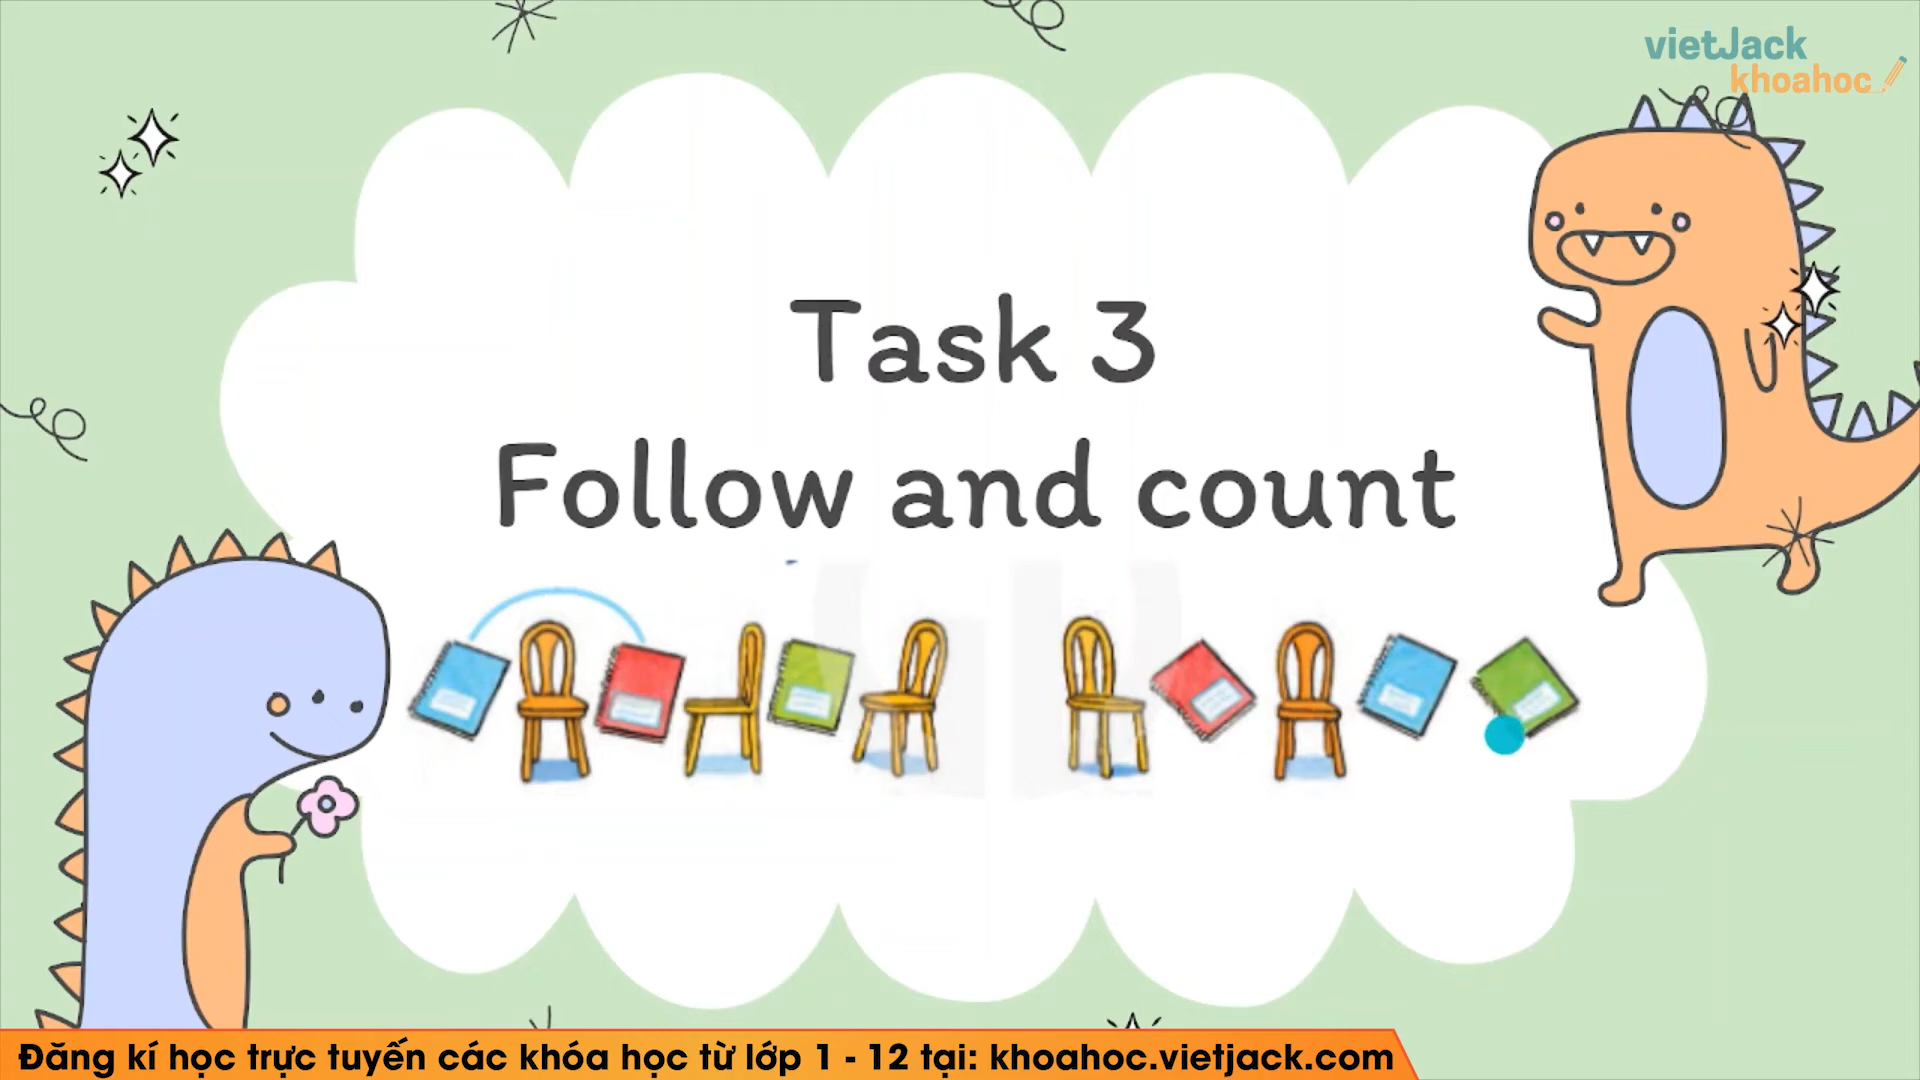 vietJack
khoahoc
Task 3
Follow and count
Đăng kí học trực tuyến các khóa học từ lớp 1 - 12 tại: khoahoc.vietjack.com